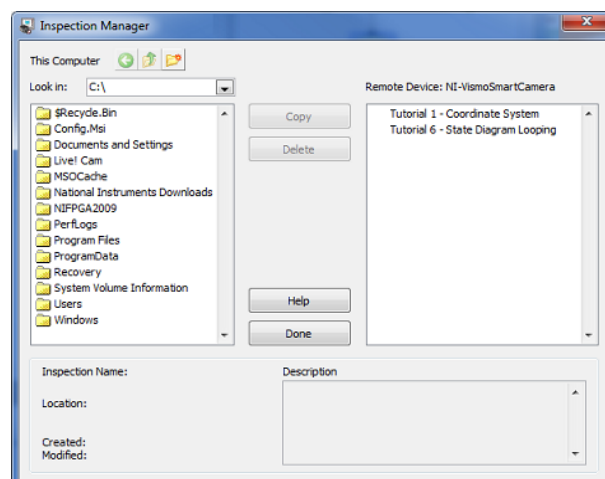 Inspection Manager
This Computer
Look in: C:\
Remote Device: NI-VismoSmartCamera
$Recycle.Bin
Config.Msi
Documents and Settings
Live! Cam
MSOCache
National Instruments Downloads
NIFPGA2009
PerfLogs
Program Files
ProgramData
Recovery
System Volume Information
Users
Windows
Copy
Delete
Help
Done
Tutorial 1 - Coordinate System
Tutorial 6 - State Diagram Looping
Inspection Name:
Description
Location:
Created:
Modified: